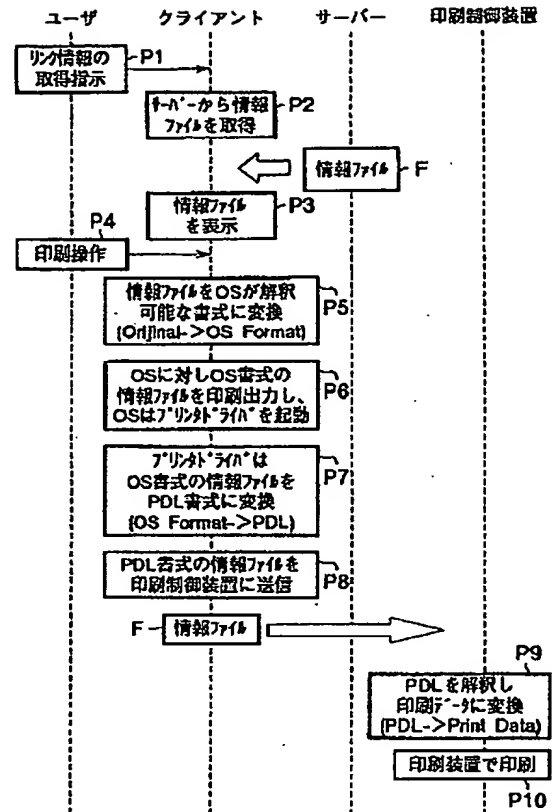 ユーザ クライアント サーバー 印刷制御装置
リンク情報の
取得指示
P1
サーバーから情報
ファイルを取得
P2
情報ファイル
F
情報ファイル
を表示
P3
P4
印刷操作
情報ファイルをOSが解釈
可能な書式に変換
(Original->OS Format)
P5
OSに対しOS書式の
情報ファイルを印刷出力し、
OSはプリンタドライバを起動
P6
プリンタドライバは
OS書式の情報ファイルを
PDL書式に変換
(OS Format->PDL)
P7
PDL書式の情報ファイルを
印刷制御装置に送信
P8
F
情報ファイル
P9
PDLを解釈し
印刷データに変換
(PDL->Print Data)
印刷装置で印刷
P10